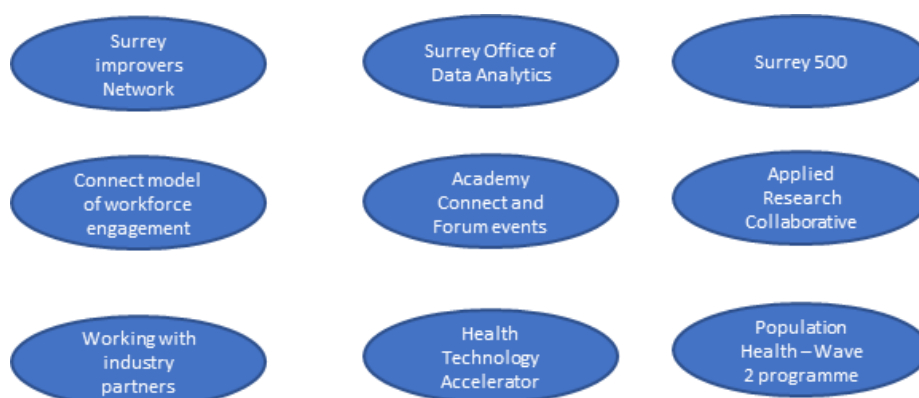 Surrey
improvers
Network
Surrey Office of
Data Analytics
Surrey 500
Connect model
of workforce
engagement
Academy
Connect and
Forum events
Applied
Research
Collaborative
Working with
industry
partners
Health
Technology
Accelerator
Population
Health – Wave
2 programme